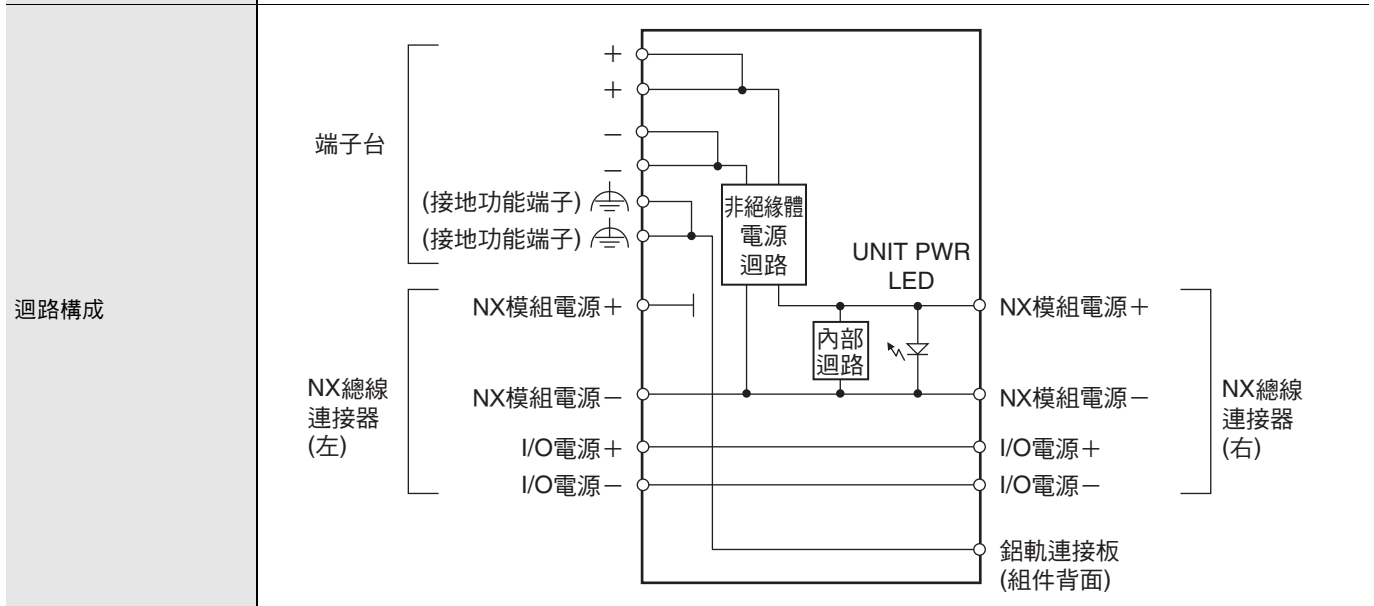 迴路構成
端子台
＋
＋
－
－
(接地功能端子)
(接地功能端子)
非絕緣體
電源
迴路
UNIT PWR
LED
內部
迴路
NX總線
連接器
(左)
NX模組電源＋
NX模組電源－
I/O電源＋
I/O電源－
NX模組電源＋
NX模組電源－
I/O電源＋
I/O電源－
NX總線
連接器
(右)
鋁軌連接板
(組件背面)